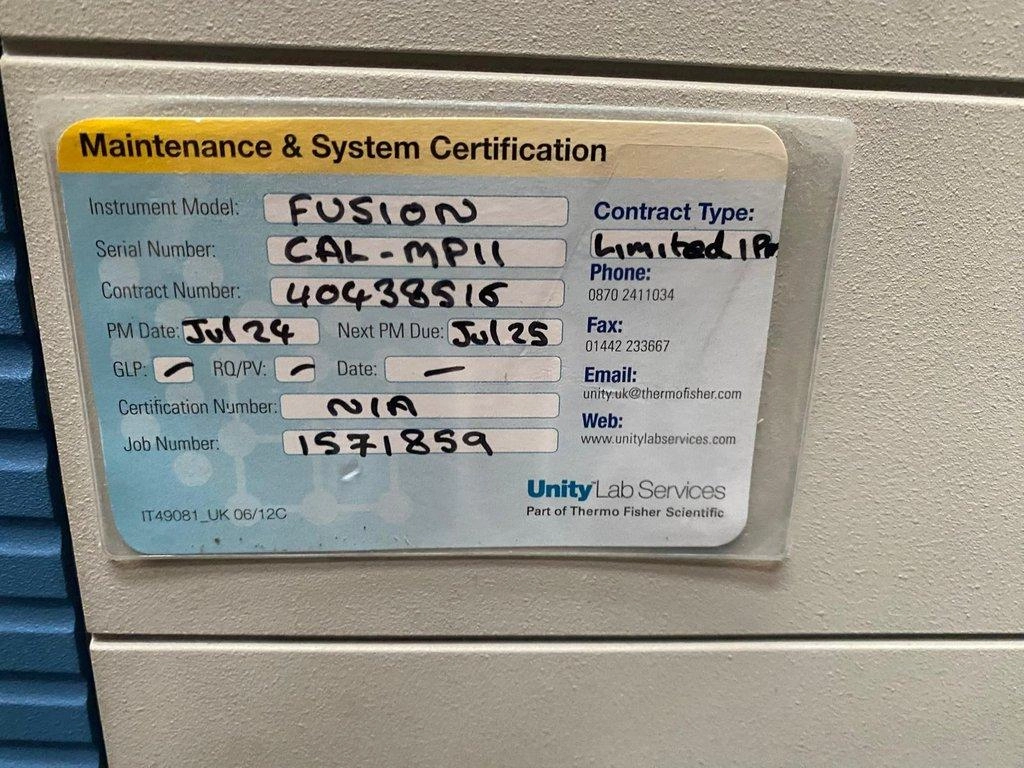 Maintenance & System Certification
Instrument Model: FUSION
Serial Number: CAL-MP11
Contract Number: 40438516
PM Date: Jul 24 Next PM Due: Jul 25
GLP: – RQ/PV: – Date: –
Certification Number: N/A
Job Number: 1571859
IT49081_UK 06/12C
Contract Type:
Limited 1PM
Phone:
0870 2411034
Fax:
01442 233667
Email:
unity.uk@thermofisher.com
Web:
www.unitylabservices.com
Unity™ Lab Services
Part of Thermo Fisher Scientific